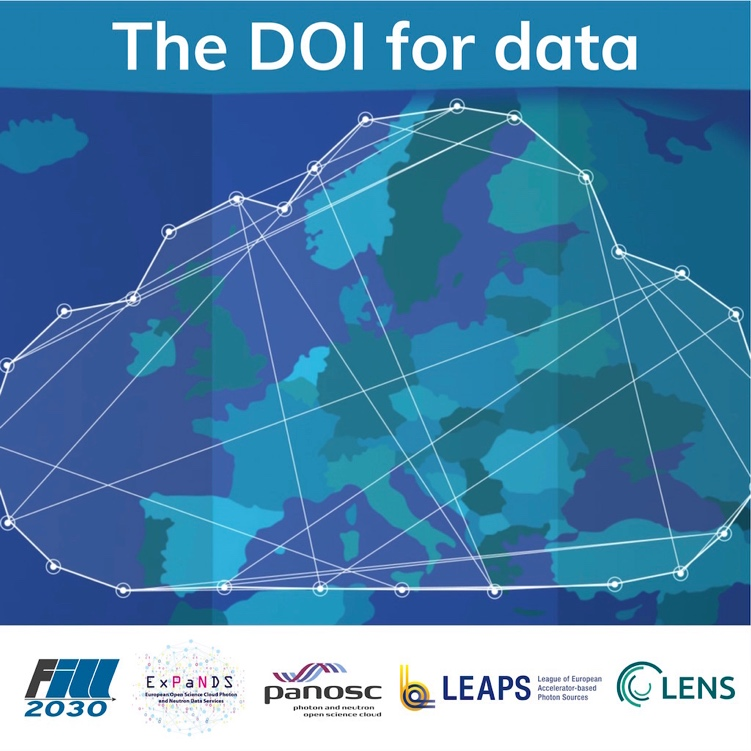 The DOI for data
Fill
2030
ExPaNDS
European Open Science Cloud Photon
and Neutron Data Services
panosc
photon and neutron
open science cloud
LEAPS
League of European
Accelerator-based
Photon Sources
LENS